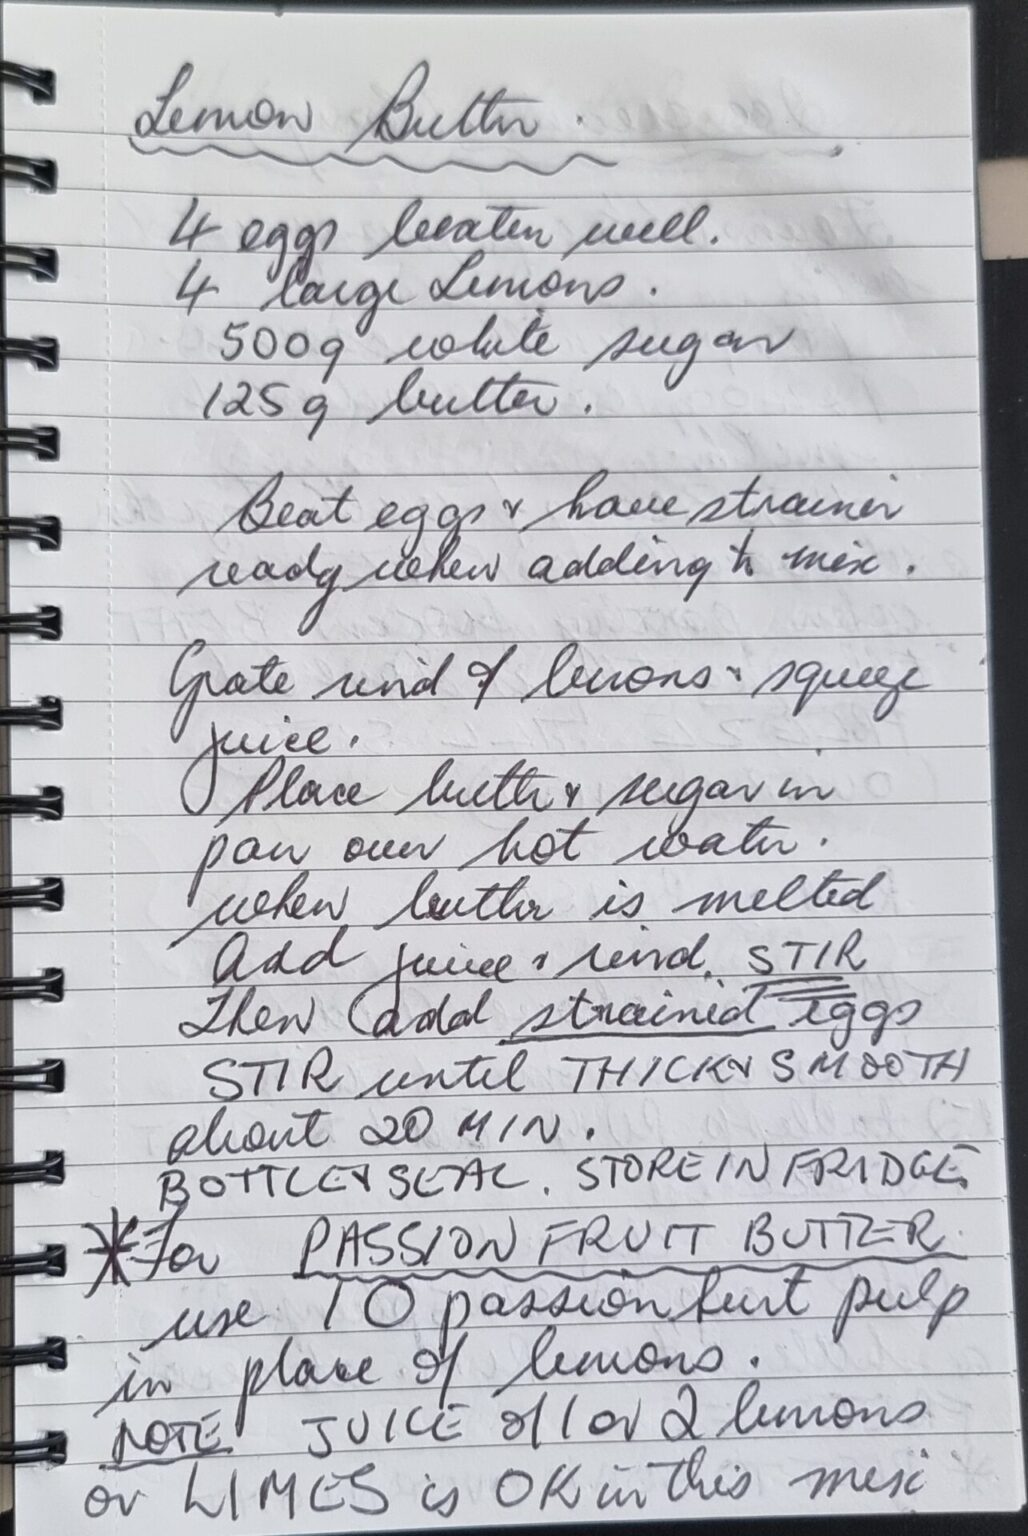 Lemon Butter.
4 eggs beaten well.
4 large Lemons.
500g white sugar
125g butter.
Beat eggs & have strainer
ready when adding to mix.
Grate rind of lemons & squeeze
juice.
Place butter & sugar in
pan over hot water.
when butter is melted
Add juice & rind. STIR
Then add strained eggs
STIR until THICK & SMOOTH
about 20 MIN.
BOTTLE & SEAL. STORE IN FRIDGE.
* For PASSION FRUIT BUTTER.
use 10 passionfruit pulp
in place of lemons.
NOTE JUICE of 1 or 2 lemons
or LIMES is OK in this mix